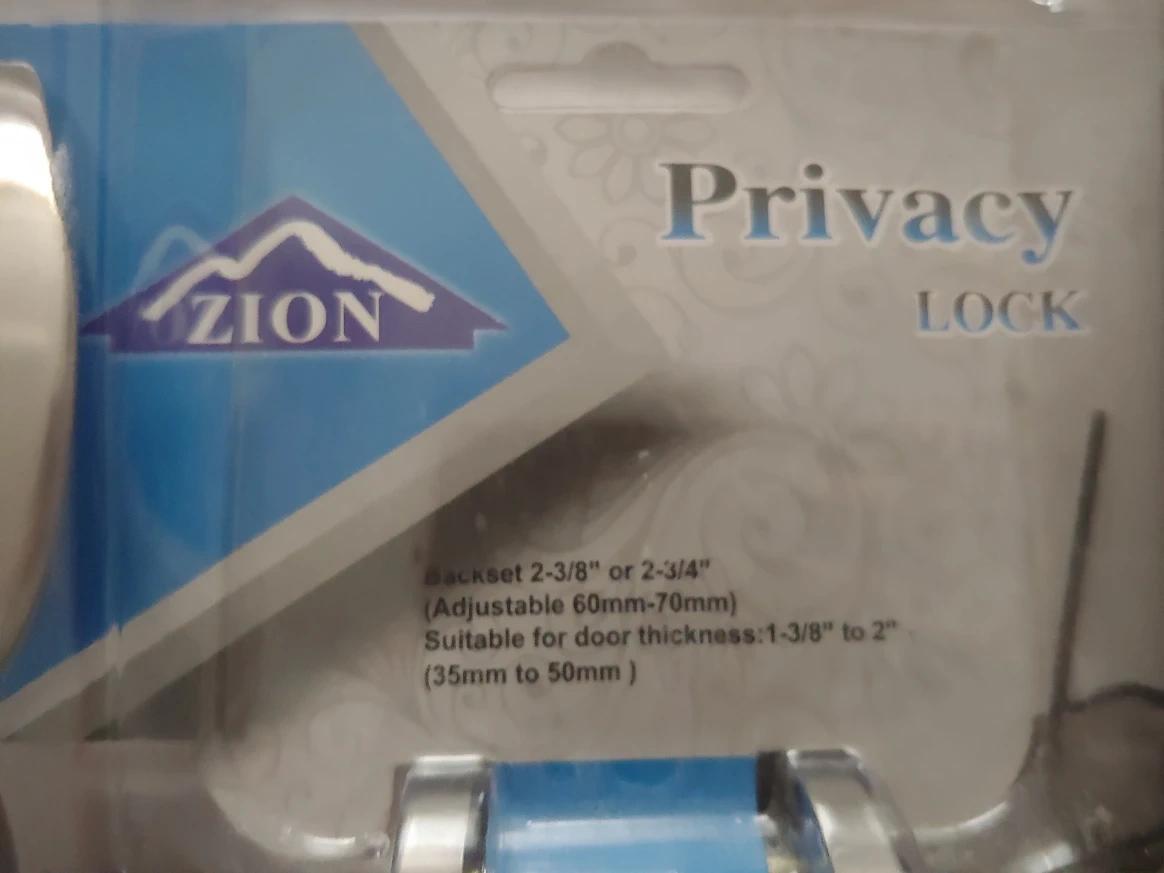 ZION
Privacy
LOCK
Backset 2-3/8" or 2-3/4"
(Adjustable 60mm-70mm)
Suitable for door thickness:1-3/8" to 2"
(35mm to 50mm )